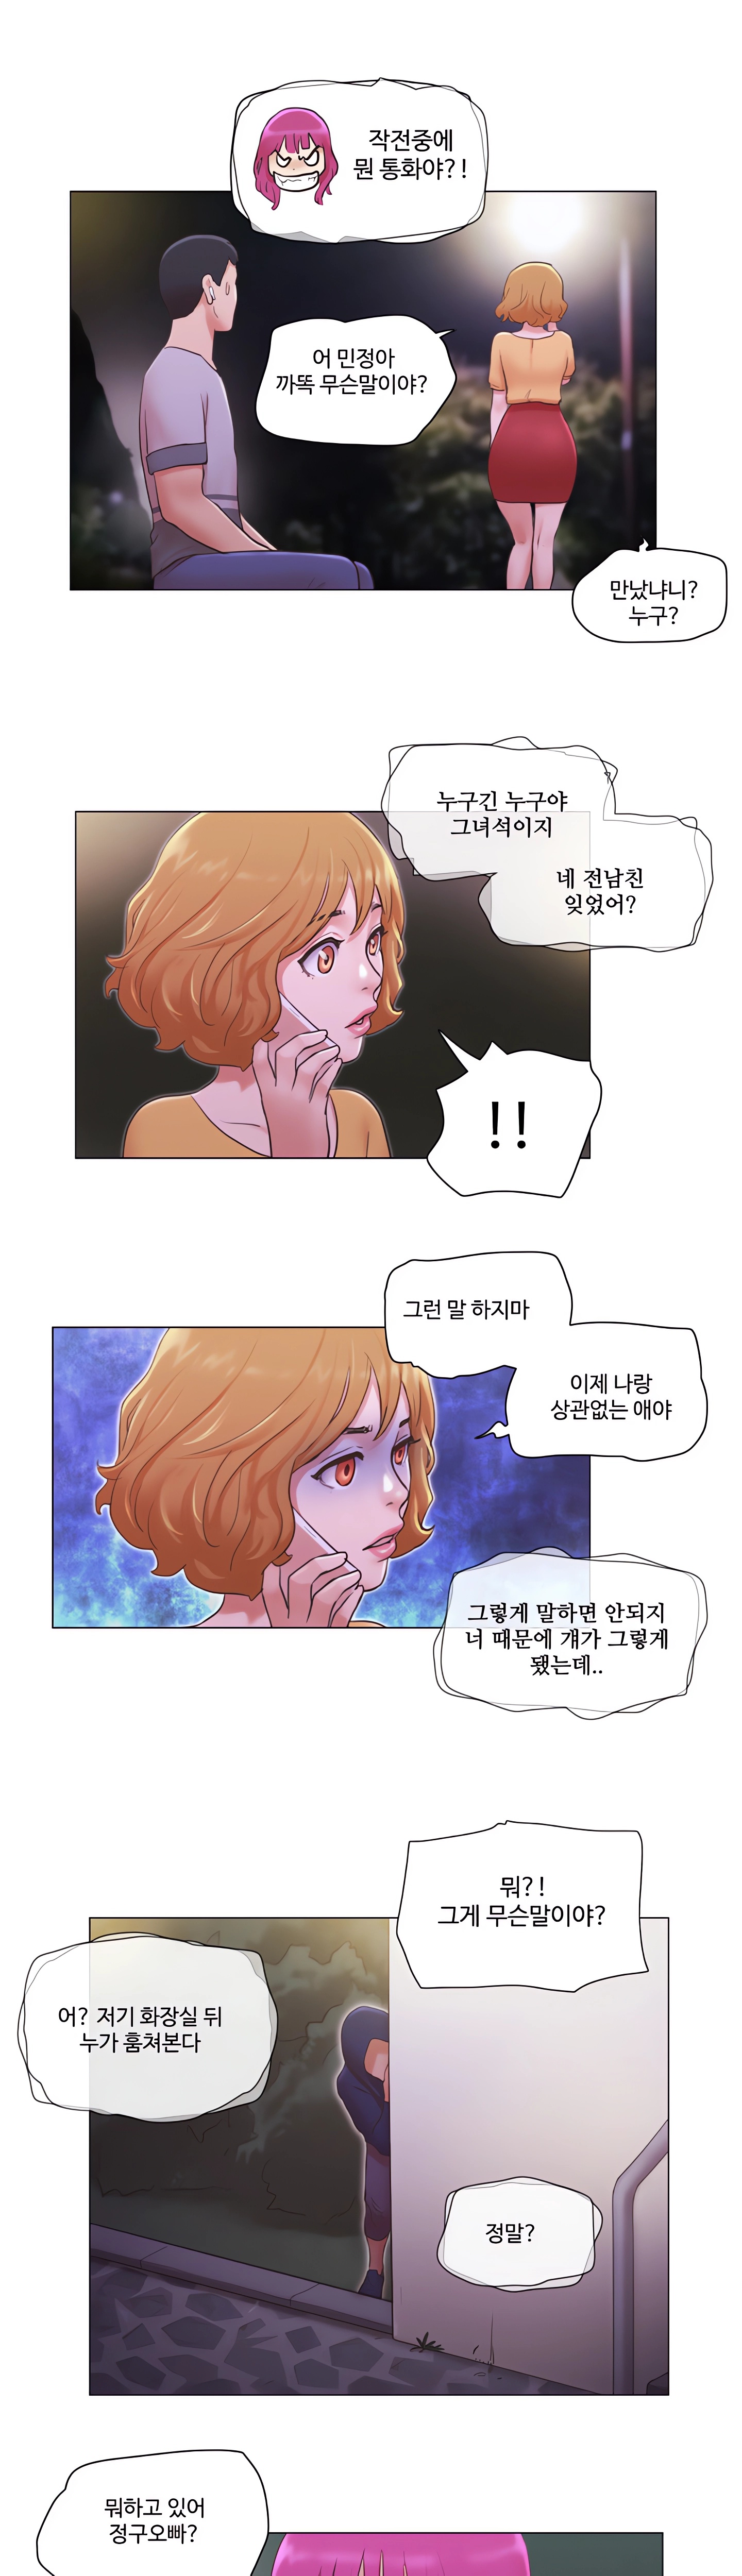 작전중에
뭔 통화야?!
어 민정아
까똑 무슨말이야?
만났냐니?
누구?
누구긴 누구야
그녀석이지
네 전남친
잊었어?
!!
그런 말 하지마
이제 나랑
상관없는 애야
그렇게 말하면 안되지
너 때문에 걔가 그렇게
됐는데..
뭐?!
그게 무슨말이야?
어? 저기 화장실 뒤
누가 훔쳐본다
정말?
뭐하고 있어
정구오빠?